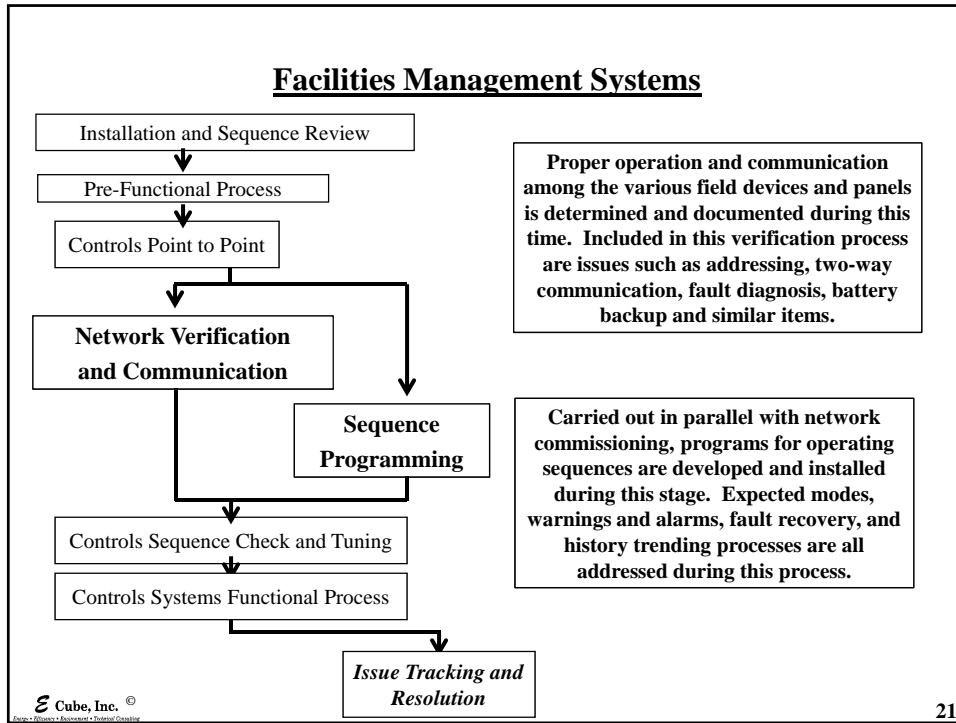 Facilities Management Systems
Installation and Sequence Review
Pre-Functional Process
Controls Point to Point
Network Verification
and Communication
Sequence
Programming
Controls Sequence Check and Tuning
Controls Systems Functional Process
Issue Tracking and
Resolution
Proper operation and communication
among the various field devices and panels
is determined and documented during this
time. Included in this verification process
are issues such as addressing, two-way
communication, fault diagnosis, battery
backup and similar items.
Carried out in parallel with network
commissioning, programs for operating
sequences are developed and installed
during this stage. Expected modes,
warnings and alarms, fault recovery, and
history trending processes are all
addressed during this process.
E Cube, Inc. ©
Energy • Efficiency • Environment • Technical Consulting
21